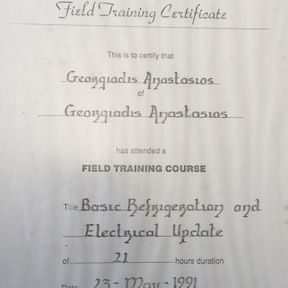 Field Training Certificate
This is to certify that
Georgiadis Anastasios
of
Georgiadis Anastasios
has attended a
FIELD TRAINING COURSE
Title Basic Refrigeration and
Electrical Update
of 21 hours duration
Date 23-May-1991